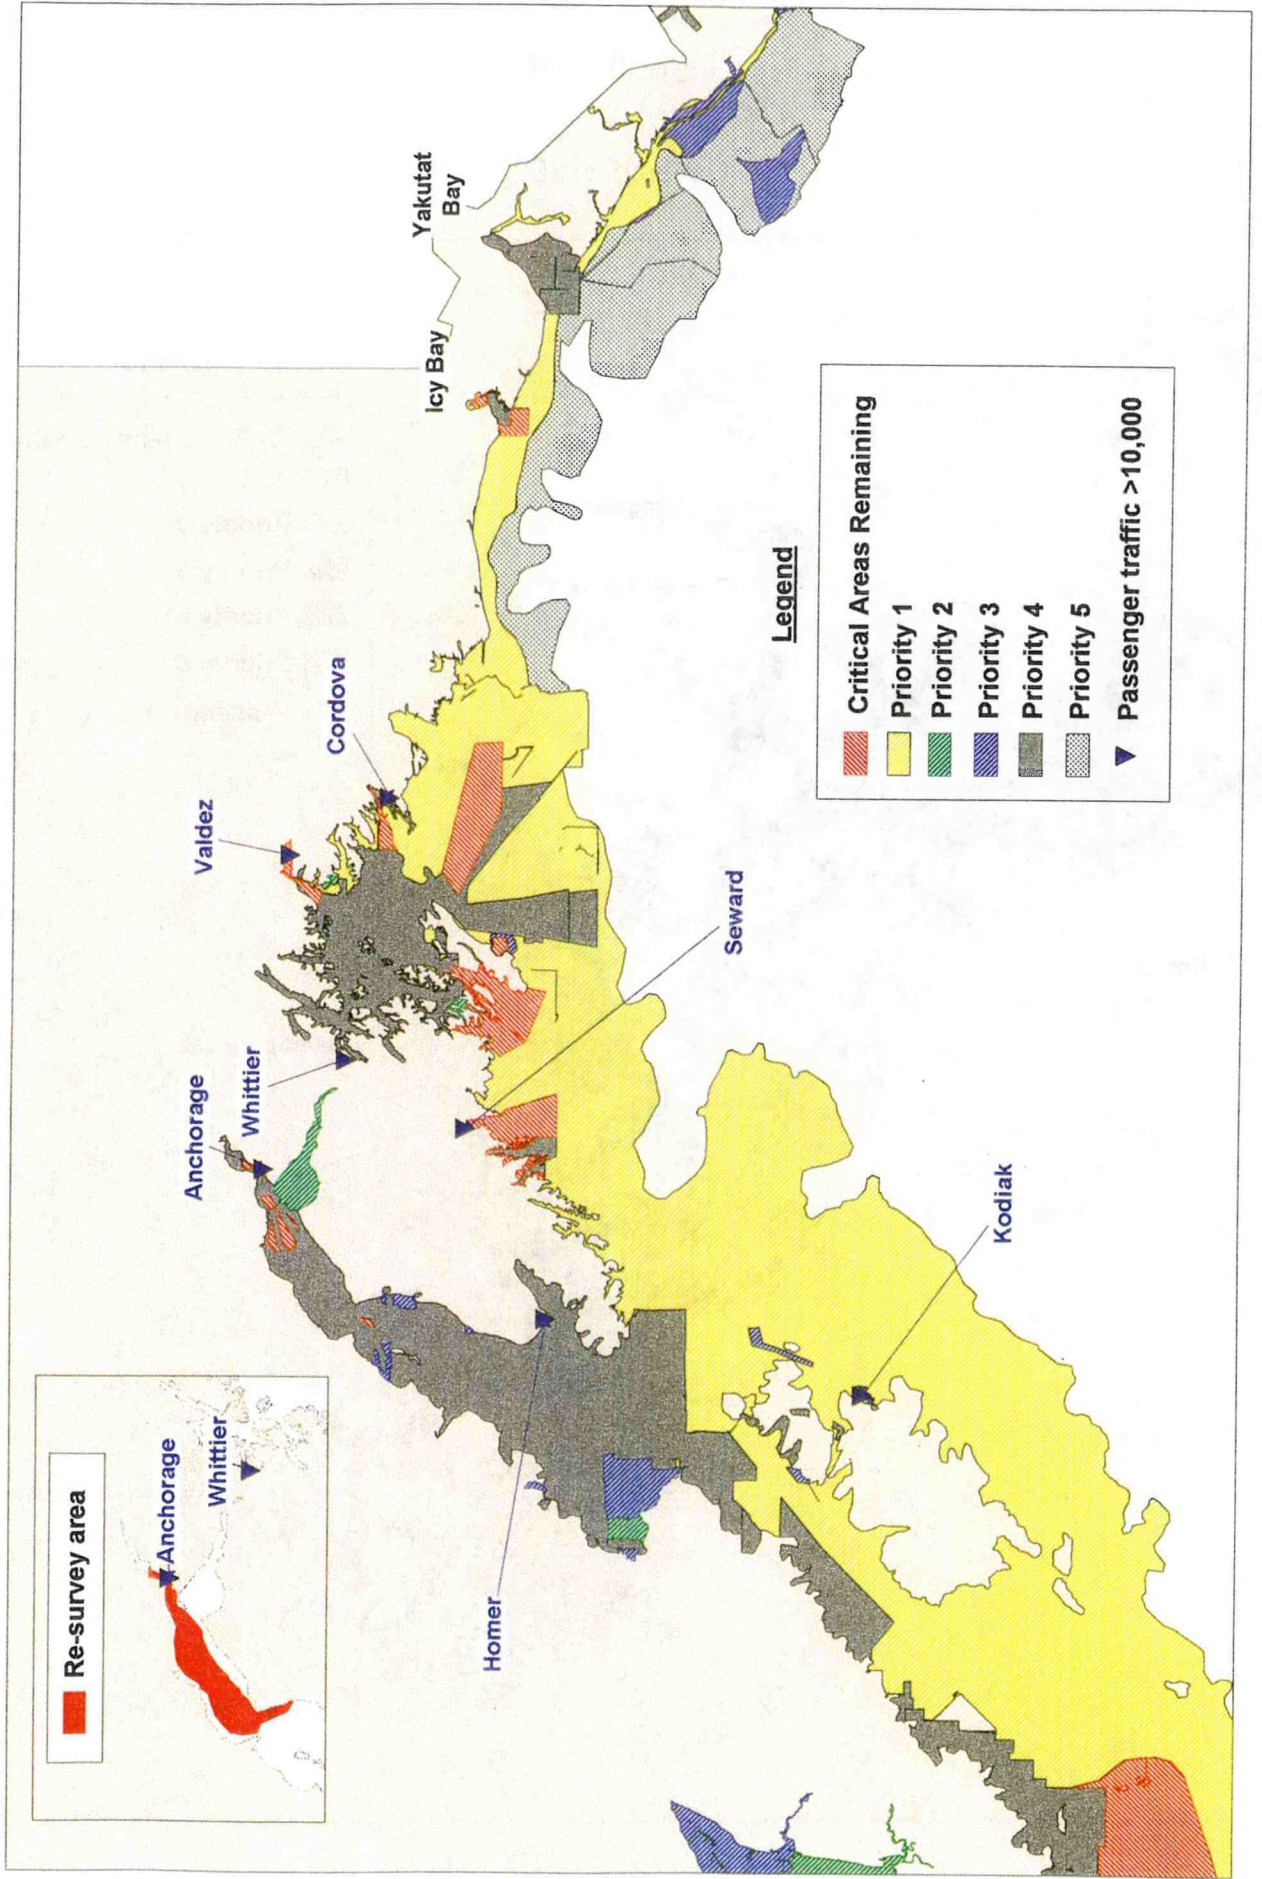 Re-survey area
Anchorage
Whittier
Anchorage
Whittier
Valdez
Cordova
Icy Bay
Yakutat
Bay
Homer
Seward
Kodiak
Legend
Critical Areas Remaining
Priority 1
Priority 2
Priority 3
Priority 4
Priority 5
Passenger traffic >10,000